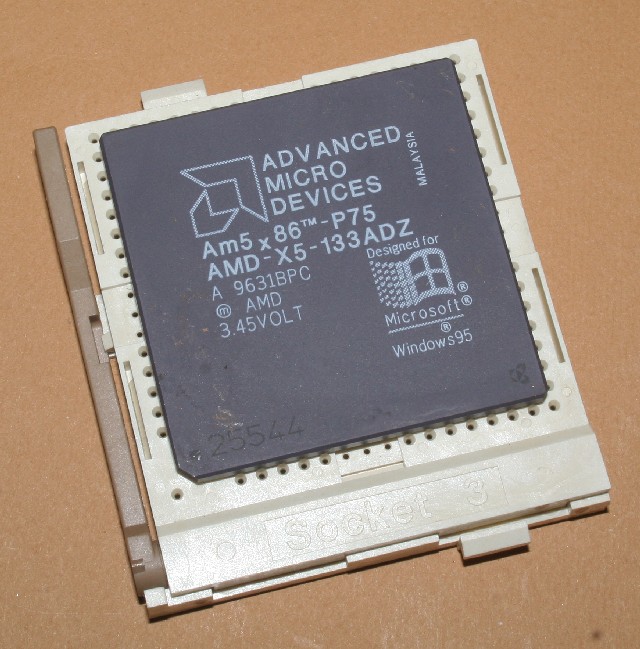 ADVANCED
MICRO
DEVICES
MALAYSIA
Am5x86™-P75
AMD-X5-133ADZ
A 9631BPC
ⓜ AMD
3.45VOLT
Designed for
®
Microsoft®
®
Windows95
25544
Socket 3